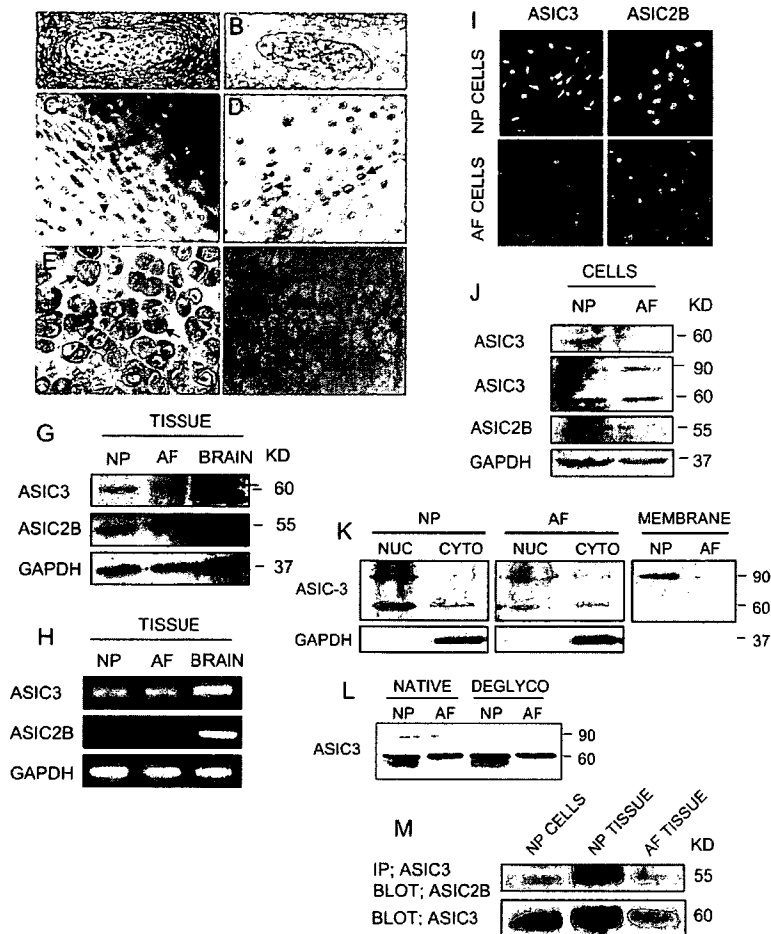 A
B
C
D
E
G
TISSUE
NP AF BRAIN KD
ASIC3 60
ASIC2B 55
GAPDH 37
H
TISSUE
NP AF BRAIN
ASIC3
ASIC2B
GAPDH
I
ASIC3 ASIC2B
NP CELLS
AF CELLS
J
CELLS
NP AF KD
ASIC3 60
ASIC3 90
60
ASIC2B 55
GAPDH 37
K
NP AF MEMBRANE
NUC CYTO NUC CYTO NP AF
ASIC-3 90
60
GAPDH 37
L
NATIVE DEGLYCO
NP AF NP AF
ASIC3 90
60
M
NP CELLS NP TISSUE AF TISSUE
KD
IP; ASIC3 55
BLOT; ASIC2B
BLOT; ASIC3 60